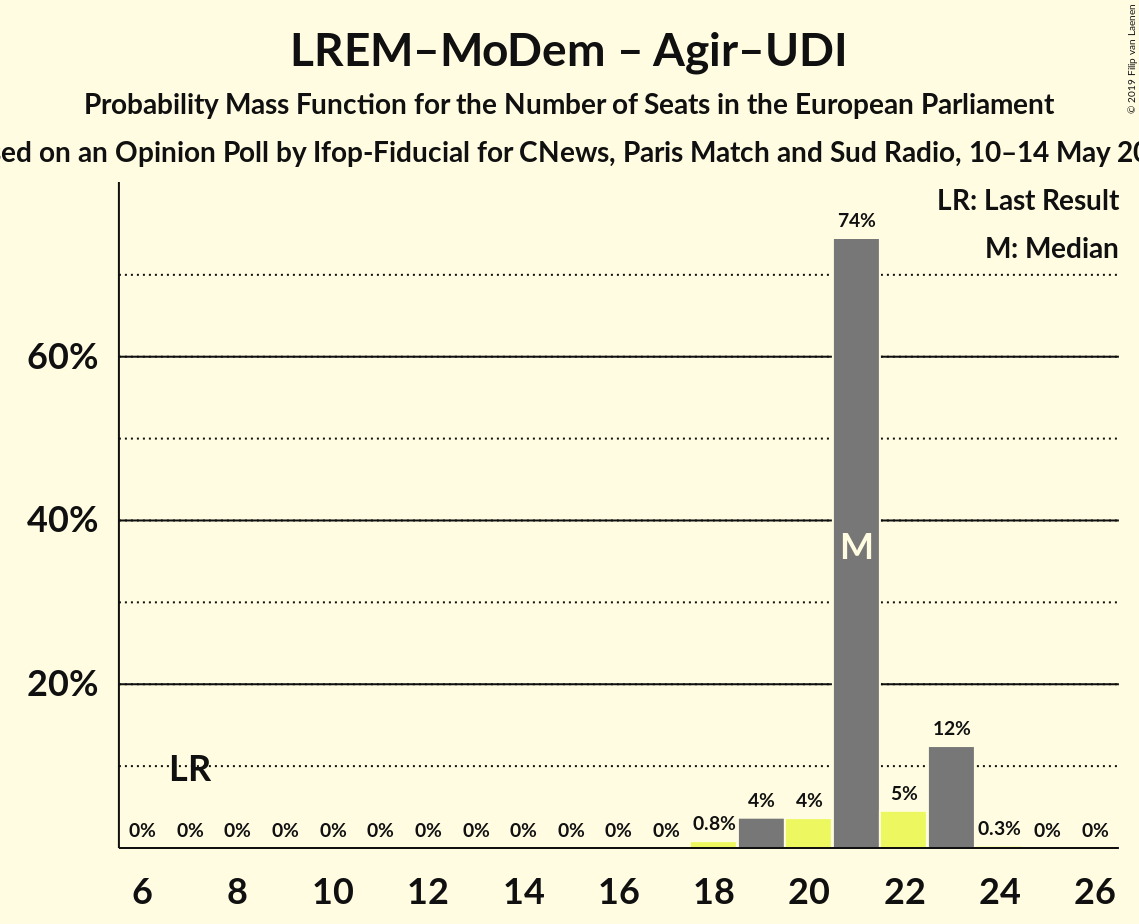 LREM–MoDem – Agir–UDI
Probability Mass Function for the Number of Seats in the European Parliament
on an Opinion Poll by Ifop-Fiducial for CNews, Paris Match and Sud Radio, 10–14 May
© 2019 Filip van Laenen
LR: Last Result
M: Median
74%
60%
40%
M
20%
12%
LR
0% 0% 0% 0% 0% 0% 0% 0% 0% 0% 0% 0% 0.8% 4% 4% 5% 0.3% 0% 0%
6 8 10 12 14 16 18 20 22 24 26